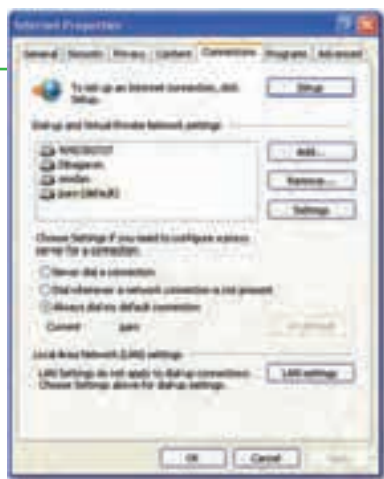 Internet Properties
General Security Privacy Content Connections Programs Advanced
To set up an Internet connection, click
Setup.
Setup
Dial-up and Virtual Private Network settings
Add...
Remove...
Settings
(Default)
Choose Settings if you need to configure a proxy
server for a connection.
Never dial a connection
Dial whenever a network connection is not present
Always dial my default connection
Current
Set Default
Local Area Network (LAN) settings
LAN Settings do not apply to dial-up connections.
Choose Settings above for dial-up settings.
LAN settings
OK Cancel